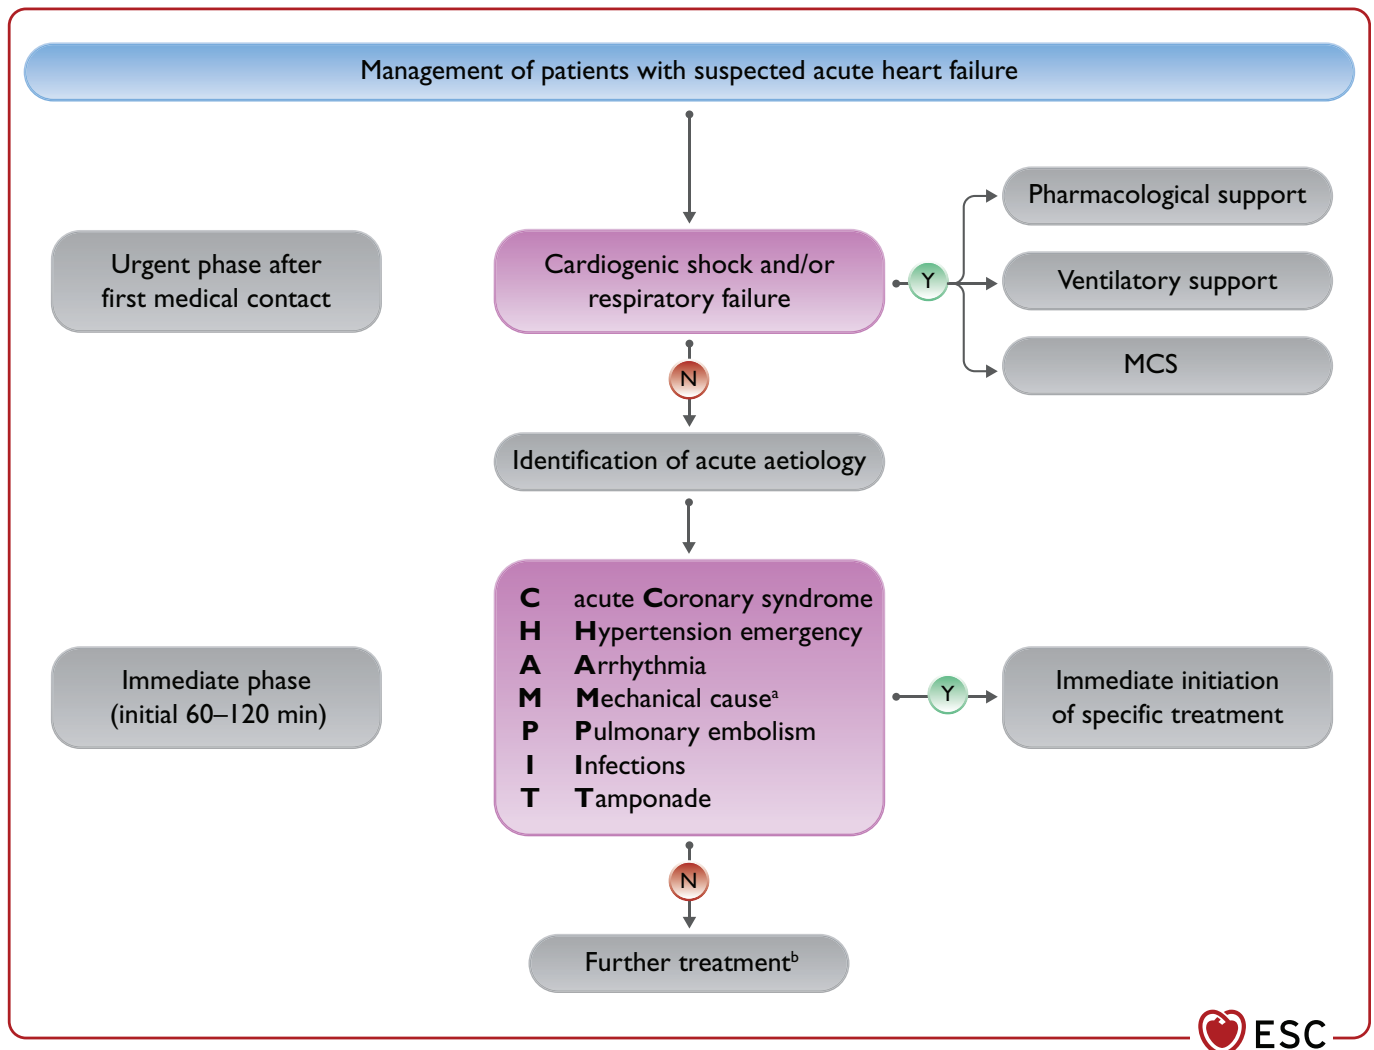 Management of patients with suspected acute heart failure
Urgent phase after
first medical contact
Cardiogenic shock and/or
respiratory failure
Y
Pharmacological support
Ventilatory support
MCS
N
Identification of acute aetiology
Immediate phase
(initial 60–120 min)
C acute Coronary syndrome
H Hypertension emergency
A Arrhythmia
M Mechanical causeᵃ
P Pulmonary embolism
I Infections
T Tamponade
Y
Immediate initiation
of specific treatment
N
Further treatmentᵇ
ESC